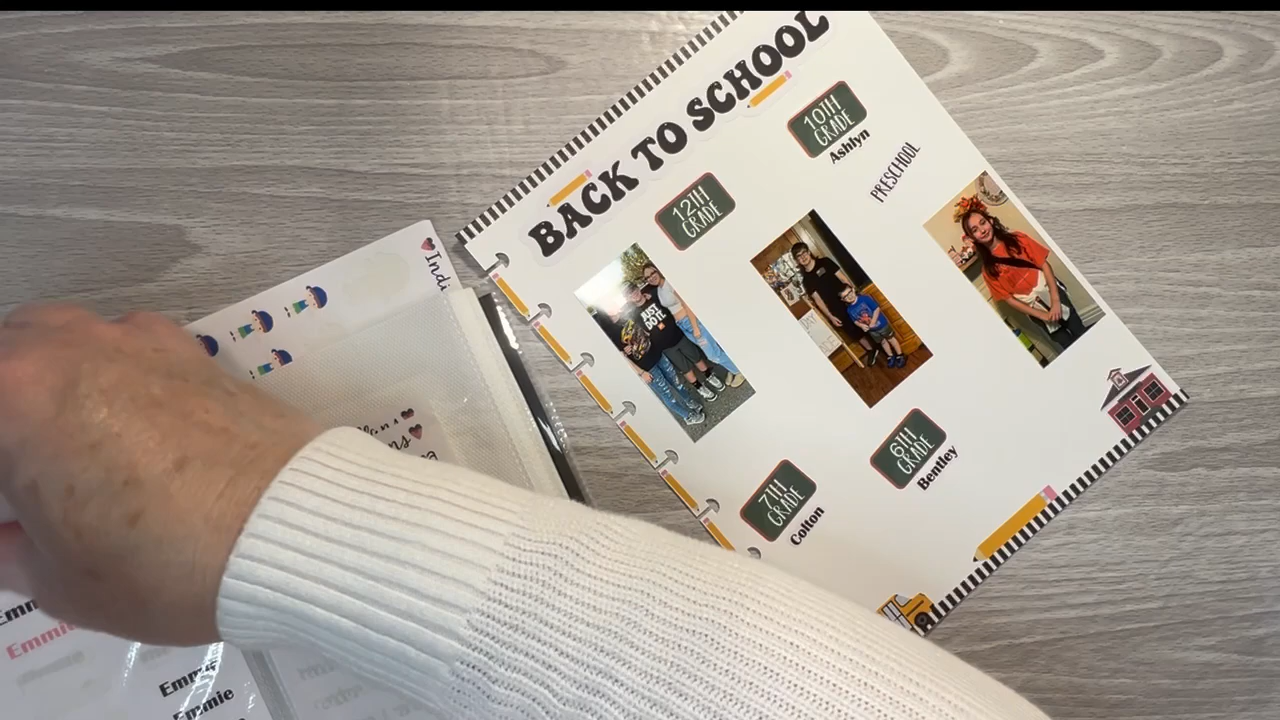 BACK TO SCHOOL
10TH
GRADE
Ashlyn
12TH
GRADE
PRESCHOOL
JUST
DO IT
6TH
GRADE
Bentley
7TH
GRADE
Colton
Indi
Emmie
Emmie